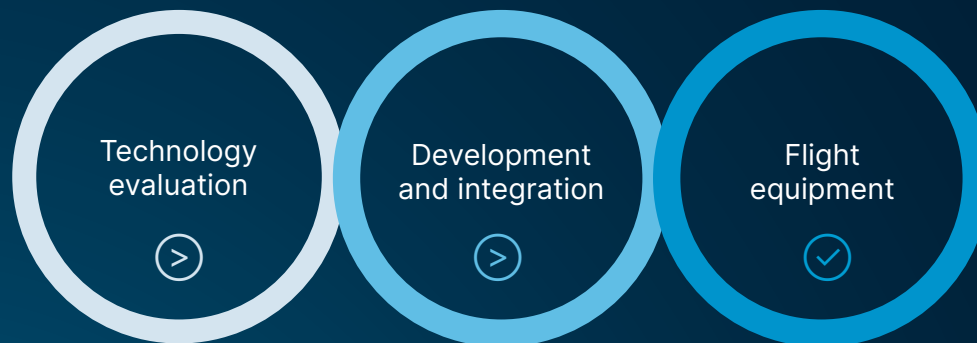 Technology
evaluation
>
Development
and integration
>
Flight
equipment